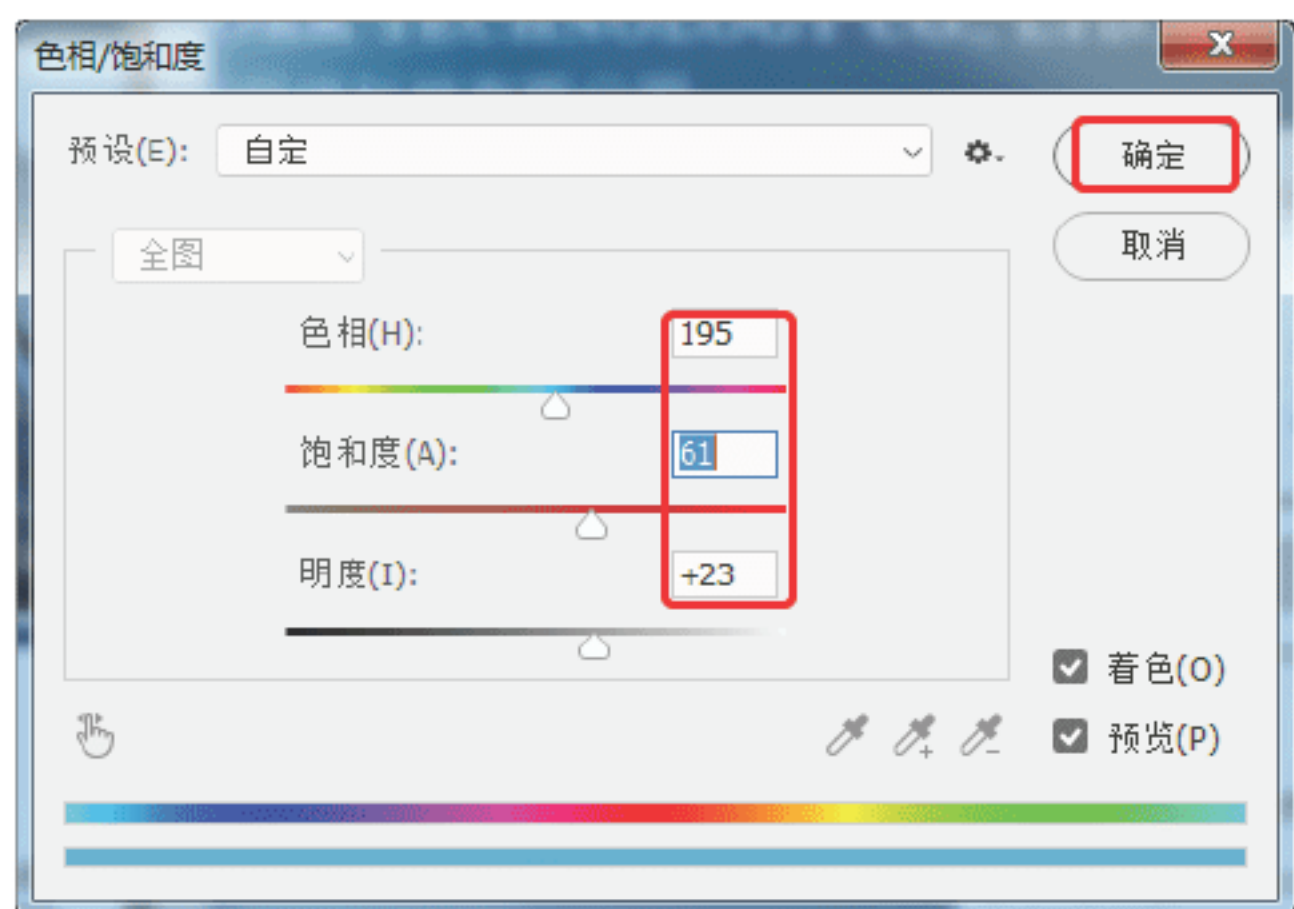 色相/饱和度
预设(E): 自定
确定
取消
全图
色相(H): 195
饱和度(A): 61
明度(I): +23
着色(O)
预览(P)